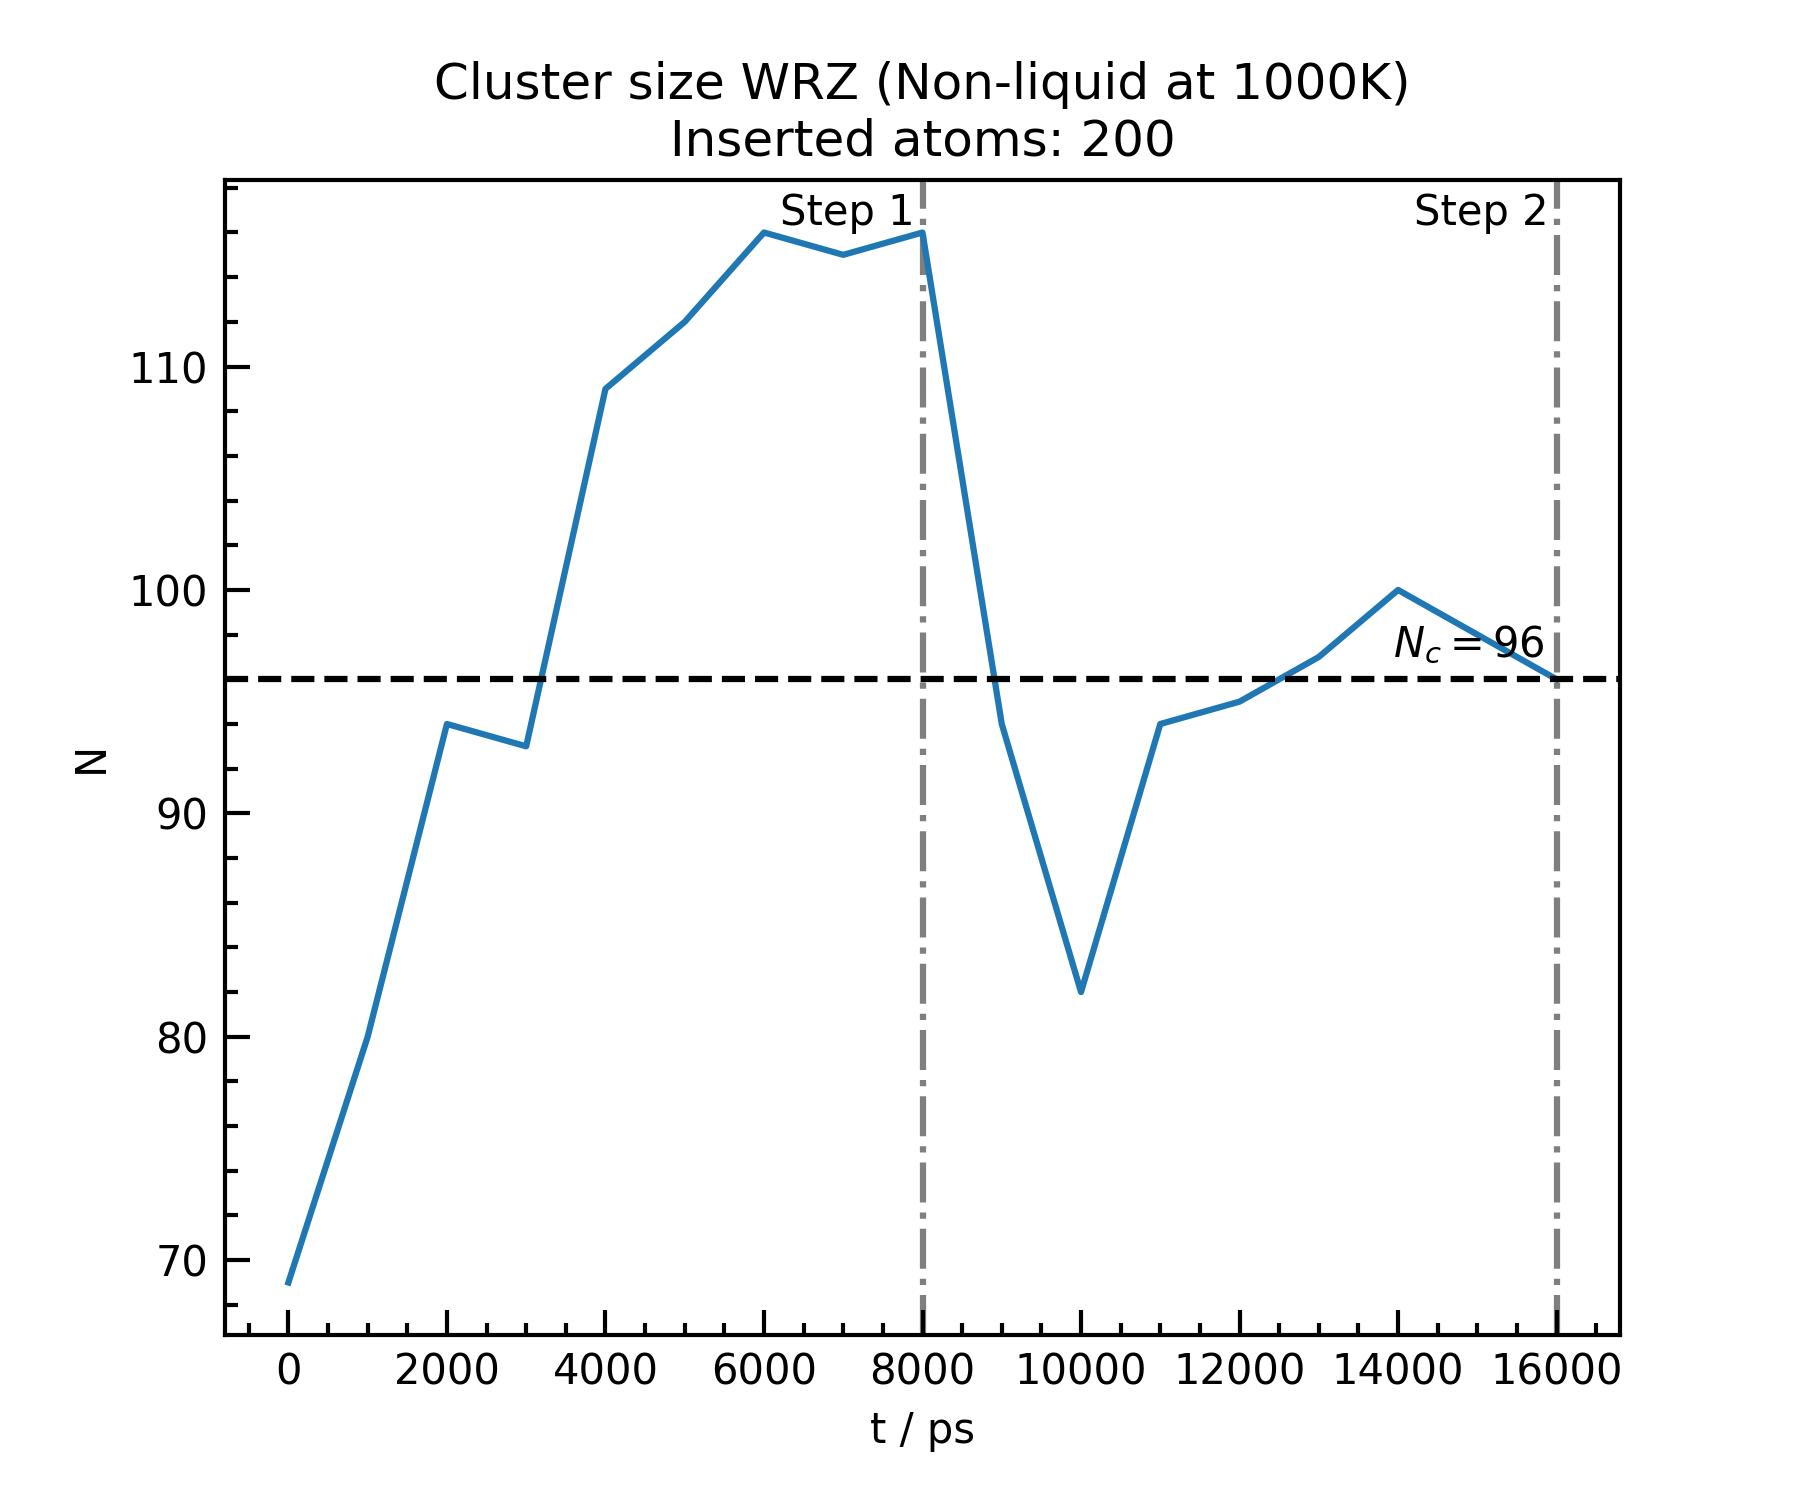 Cluster size WRZ (Non-liquid at 1000K)
Inserted atoms: 200
Step 1
Step 2
110
100
90
80
70
N
N_c = 96
0 2000 4000 6000 8000 10000 12000 14000 16000
t / ps